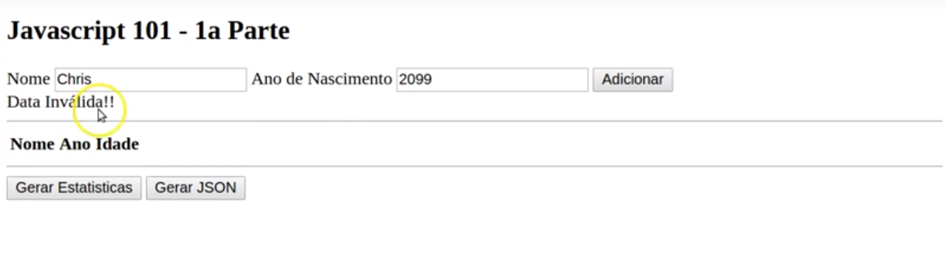 Javascript 101 - 1a Parte
Nome Chris Ano de Nascimento 2099 Adicionar
Data Inválida!!
Nome Ano Idade
Gerar Estatisticas Gerar JSON